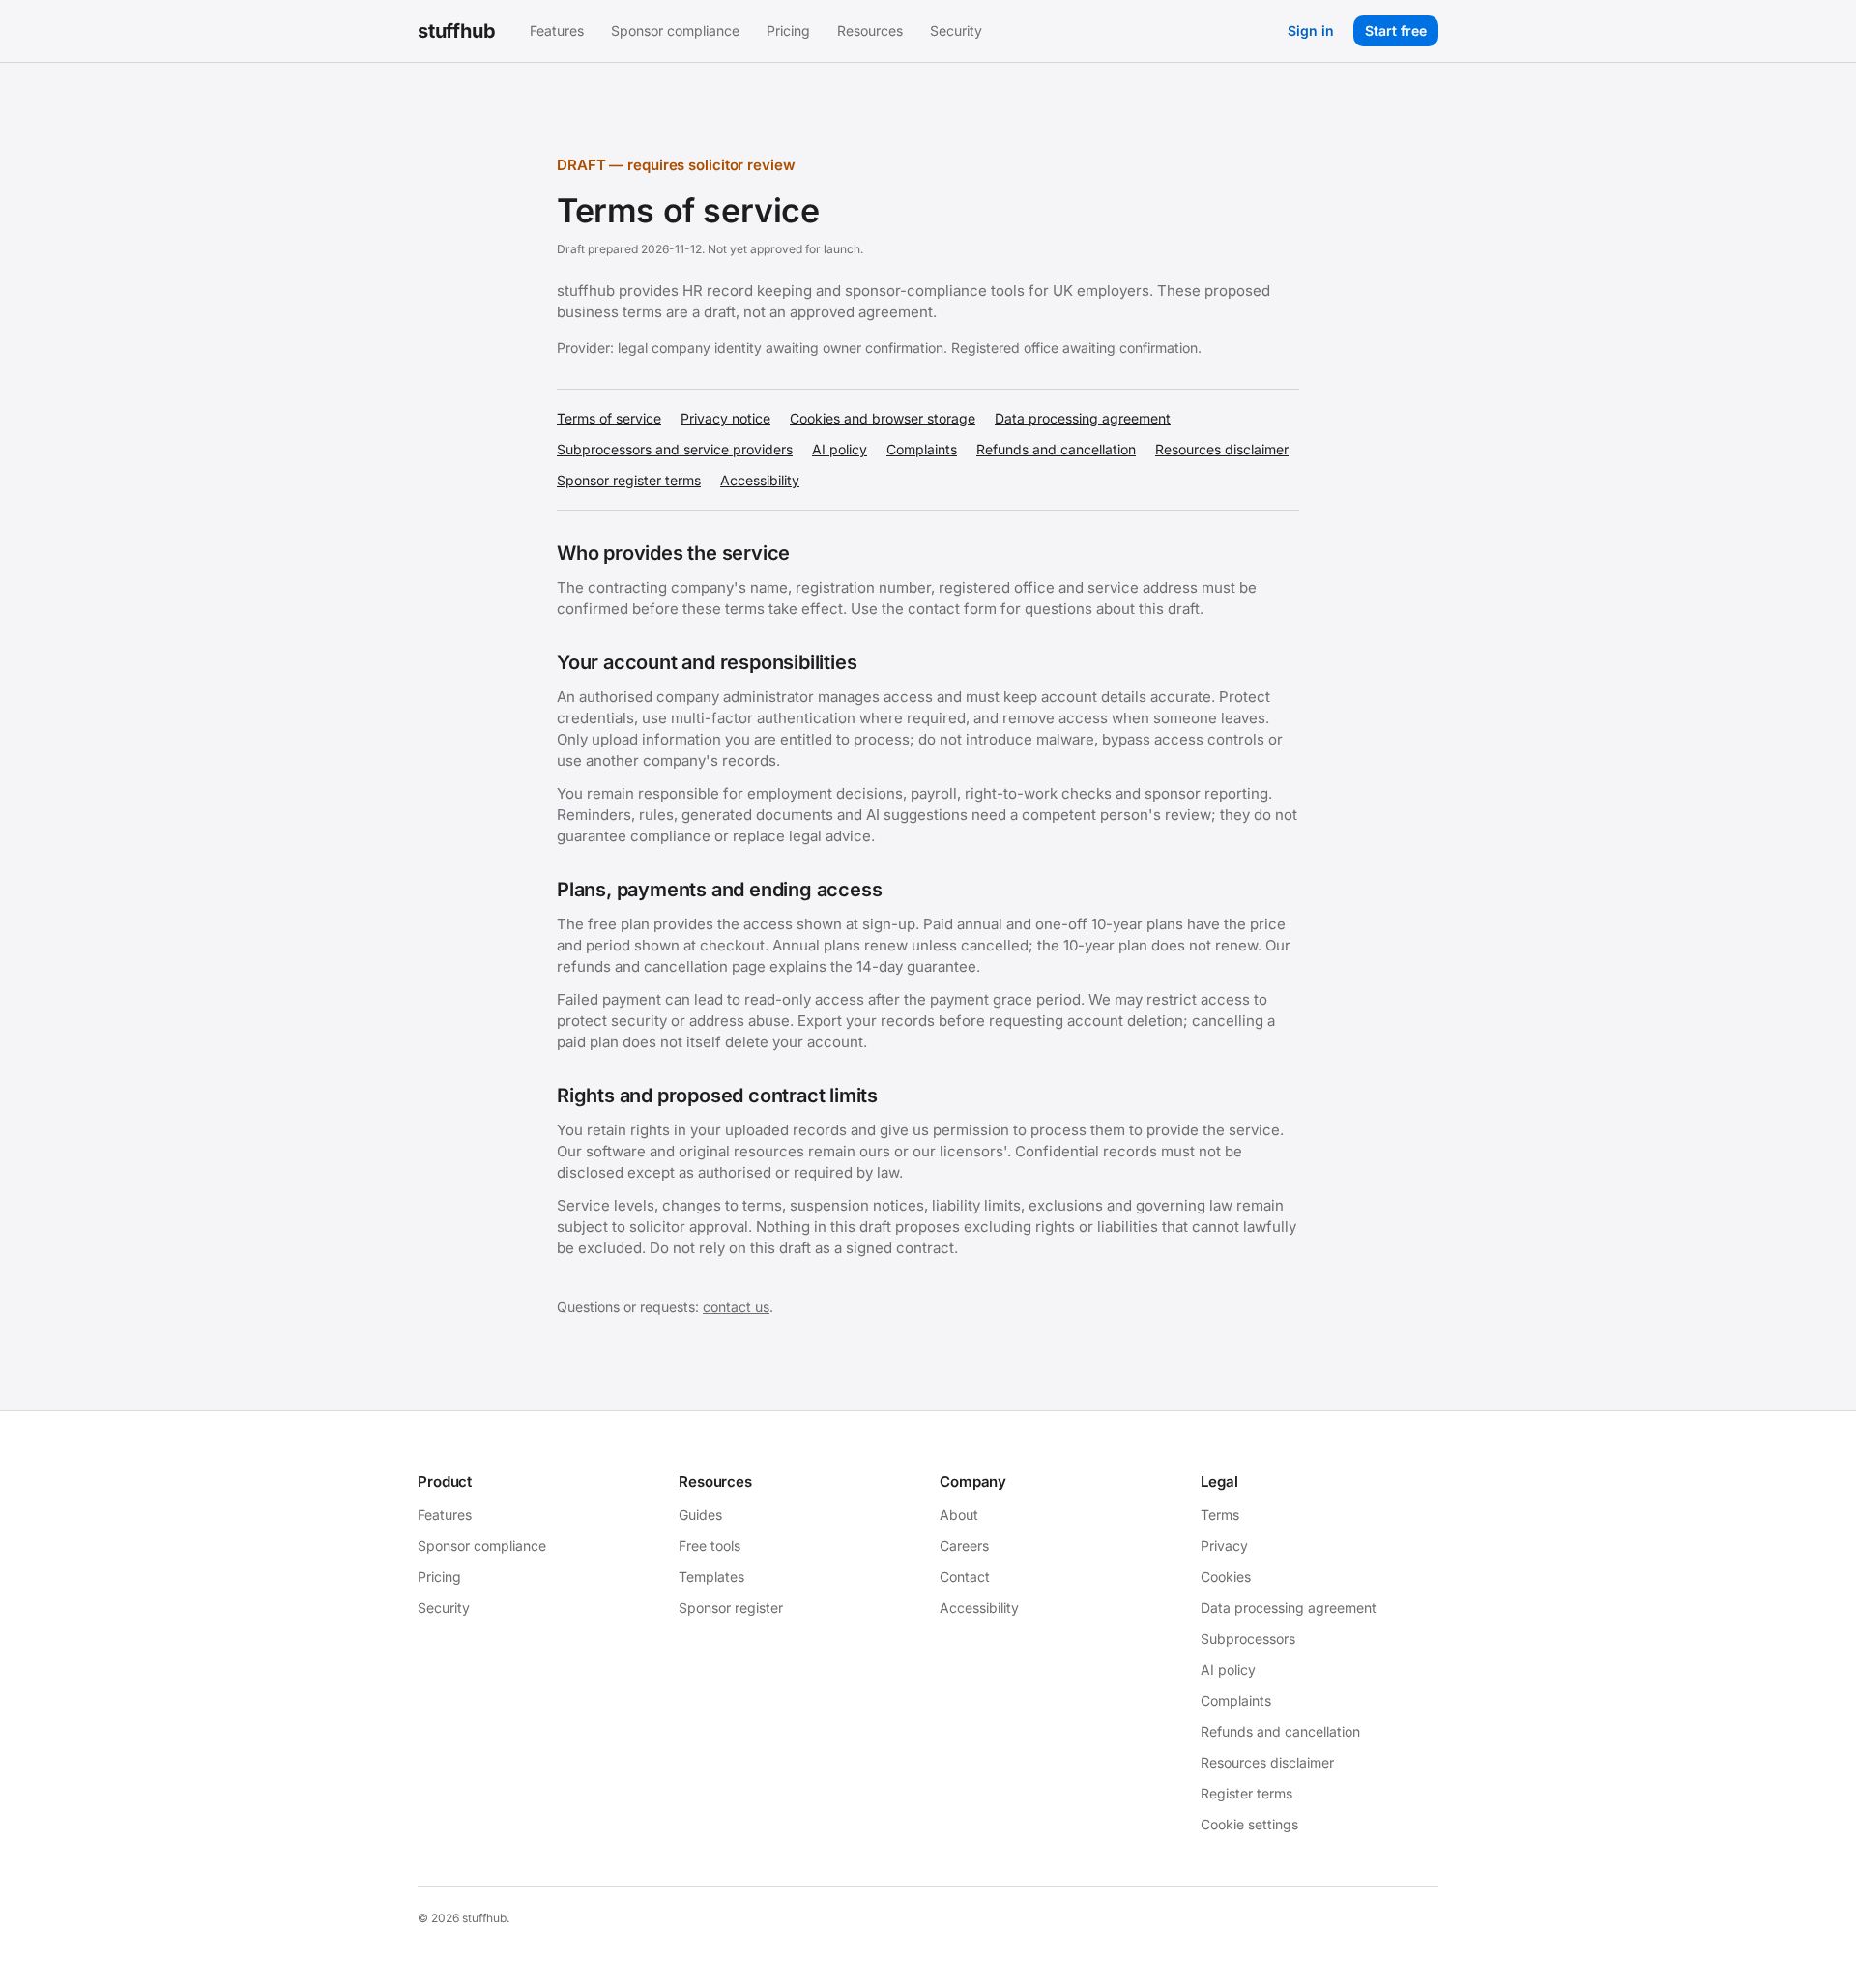 stuffhub Features Sponsor compliance Pricing Resources Security Sign in Start free
DRAFT — requires solicitor review
Terms of service
Draft prepared 2026-11-12. Not yet approved for launch.
stuffhub provides HR record keeping and sponsor-compliance tools for UK employers. These proposed
business terms are a draft, not an approved agreement.
Provider: legal company identity awaiting owner confirmation. Registered office awaiting confirmation.
Terms of service Privacy notice Cookies and browser storage Data processing agreement
Subprocessors and service providers AI policy Complaints Refunds and cancellation Resources disclaimer
Sponsor register terms Accessibility
Who provides the service
The contracting company's name, registration number, registered office and service address must be
confirmed before these terms take effect. Use the contact form for questions about this draft.
Your account and responsibilities
An authorised company administrator manages access and must keep account details accurate. Protect
credentials, use multi-factor authentication where required, and remove access when someone leaves.
Only upload information you are entitled to process; do not introduce malware, bypass access controls or
use another company's records.
You remain responsible for employment decisions, payroll, right-to-work checks and sponsor reporting.
Reminders, rules, generated documents and AI suggestions need a competent person's review; they do not
guarantee compliance or replace legal advice.
Plans, payments and ending access
The free plan provides the access shown at sign-up. Paid annual and one-off 10-year plans have the price
and period shown at checkout. Annual plans renew unless cancelled; the 10-year plan does not renew. Our
refunds and cancellation page explains the 14-day guarantee.
Failed payment can lead to read-only access after the payment grace period. We may restrict access to
protect security or address abuse. Export your records before requesting account deletion; cancelling a
paid plan does not itself delete your account.
Rights and proposed contract limits
You retain rights in your uploaded records and give us permission to process them to provide the service.
Our software and original resources remain ours or our licensors'. Confidential records must not be
disclosed except as authorised or required by law.
Service levels, changes to terms, suspension notices, liability limits, exclusions and governing law remain
subject to solicitor approval. Nothing in this draft proposes excluding rights or liabilities that cannot lawfully
be excluded. Do not rely on this draft as a signed contract.
Questions or requests: contact us.
Product
Features
Sponsor compliance
Pricing
Security
Resources
Guides
Free tools
Templates
Sponsor register
Company
About
Careers
Contact
Accessibility
Legal
Terms
Privacy
Cookies
Data processing agreement
Subprocessors
AI policy
Complaints
Refunds and cancellation
Resources disclaimer
Register terms
Cookie settings
© 2026 stuffhub.